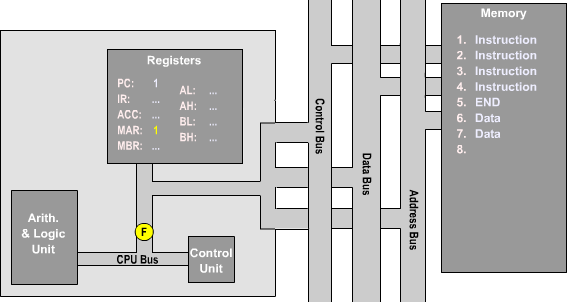 Registers
PC: 1
IR: ...
ACC: ...
MAR: 1
MBR: ...
AL: ...
AH: ...
BL: ...
BH: ...
Arith.
& Logic
Unit
F
CPU Bus
Control
Unit
Control Bus
Data Bus
Address Bus
Memory
1. Instruction
2. Instruction
3. Instruction
4. Instruction
5. END
6. Data
7. Data
8.